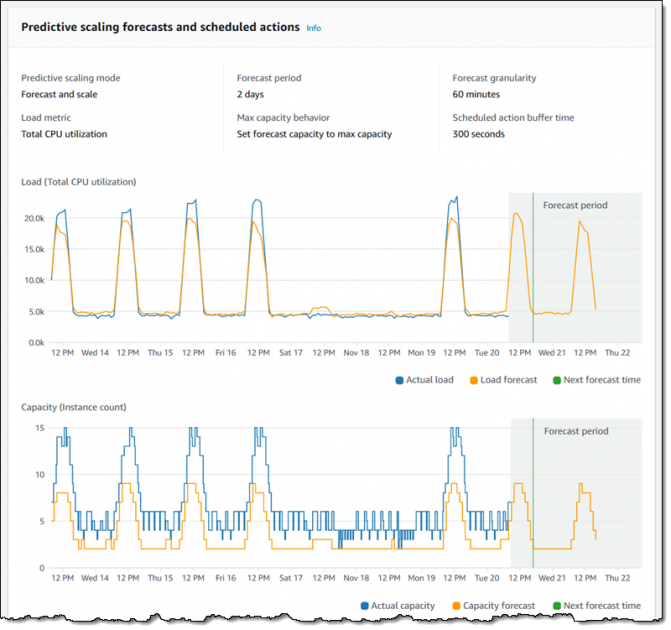 Predictive scaling forecasts and scheduled actions Info
Predictive scaling mode Forecast period Forecast granularity
Forecast and scale 2 days 60 minutes
Load metric Max capacity behavior Scheduled action buffer time
Total CPU utilization Set forecast capacity to max capacity 300 seconds
Load (Total CPU utilization)
Forecast period
20.0k
15.0k
10.0k
5.0k
0.0k
12 PM Wed 14 12 PM Thu 15 12 PM Fri 16 12 PM Sat 17 12 PM Nov 18 12 PM Mon 19 12 PM Tue 20 12 PM Wed 21 12 PM Thu 22
Actual load Load forecast Next forecast time
Capacity (Instance count)
15
Forecast period
10
5
0
12 PM Wed 14 12 PM Thu 15 12 PM Fri 16 12 PM Sat 17 12 PM Nov 18 12 PM Mon 19 12 PM Tue 20 12 PM Wed 21 12 PM Thu 22
Actual capacity Capacity forecast Next forecast time